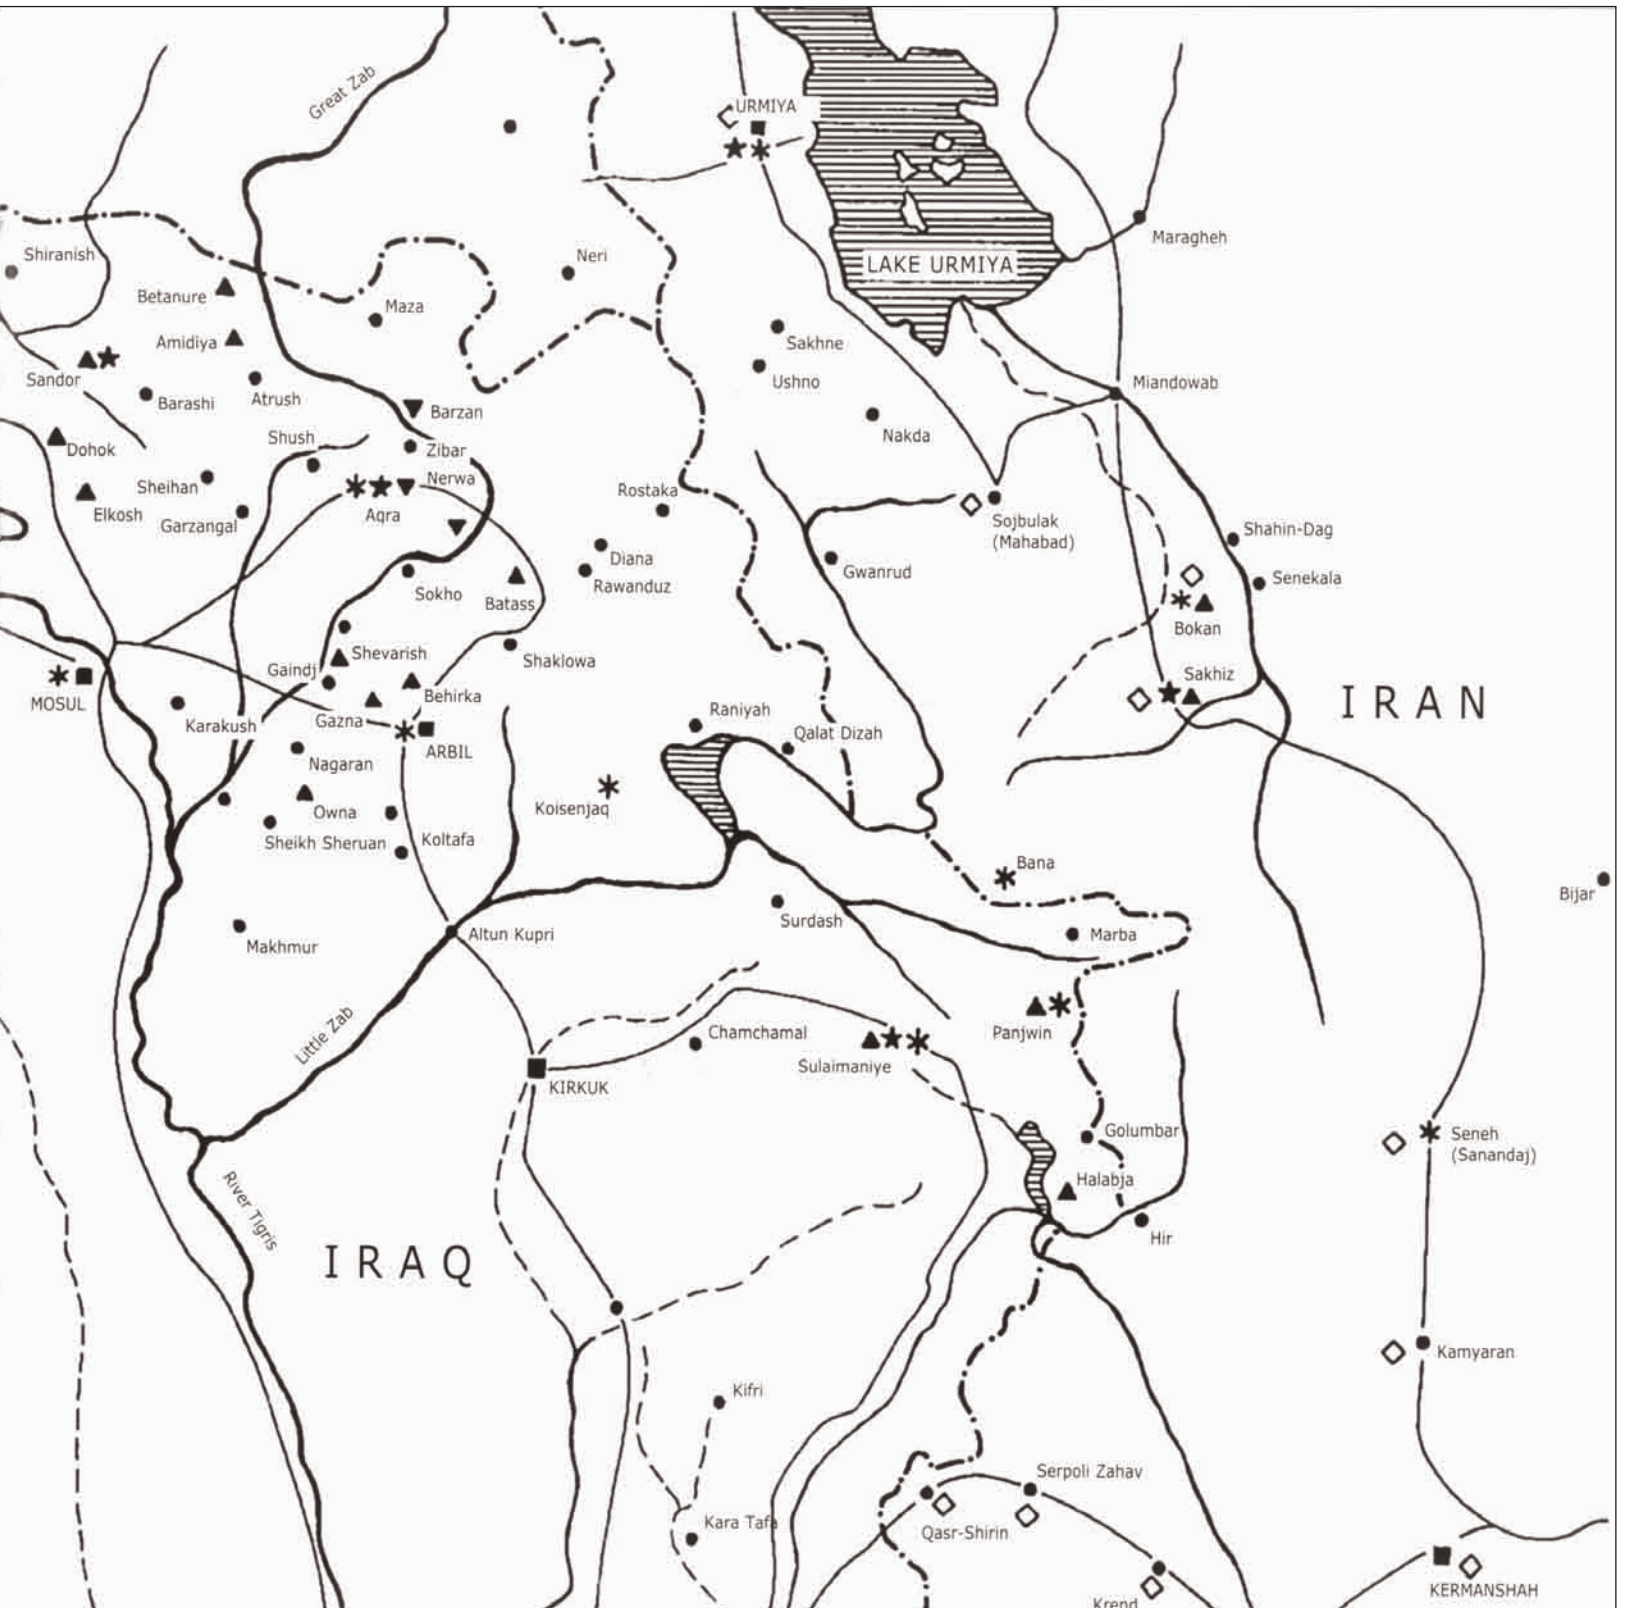 Great Zab
URMIYA
Maragheh
Shiranish
Neri
LAKE URMIYA
Betanure
Maza
Amidiya
Sakhne
Sandor
Ushno
Miandowab
Barashi
Atrush
Barzan
Nakda
Dohok
Shush
Zibar
Sheihan
Nerwa
Rostaka
Elkosh
Garzangal
Aqra
Sojbulak
(Mahabad)
Shahin-Dag
Diana
Gwanrud
Senekala
Rawanduz
Sokho
Batass
Bokan
Shevarish
Shaklowa
Gaindj
Sakhiz
MOSUL
Behirka
IRAN
Karakush
Gazna
Raniyah
Qalat Dizah
ARBIL
Nagaran
Koisenjaq
Owna
Sheikh Sheruan
Koltafa
Bana
Bijar
Surdash
Makhmur
Altun Kupri
Marba
Little Zab
Chamchamal
Panjwin
Sulaimaniye
KIRKUK
Golumbar
Seneh
(Sanandaj)
Halabja
River Tigris
Hir
IRAQ
Kamyaran
Kifri
Serpoli Zahav
Kara Tafa
Qasr-Shirin
KERMANSHAH
Krend